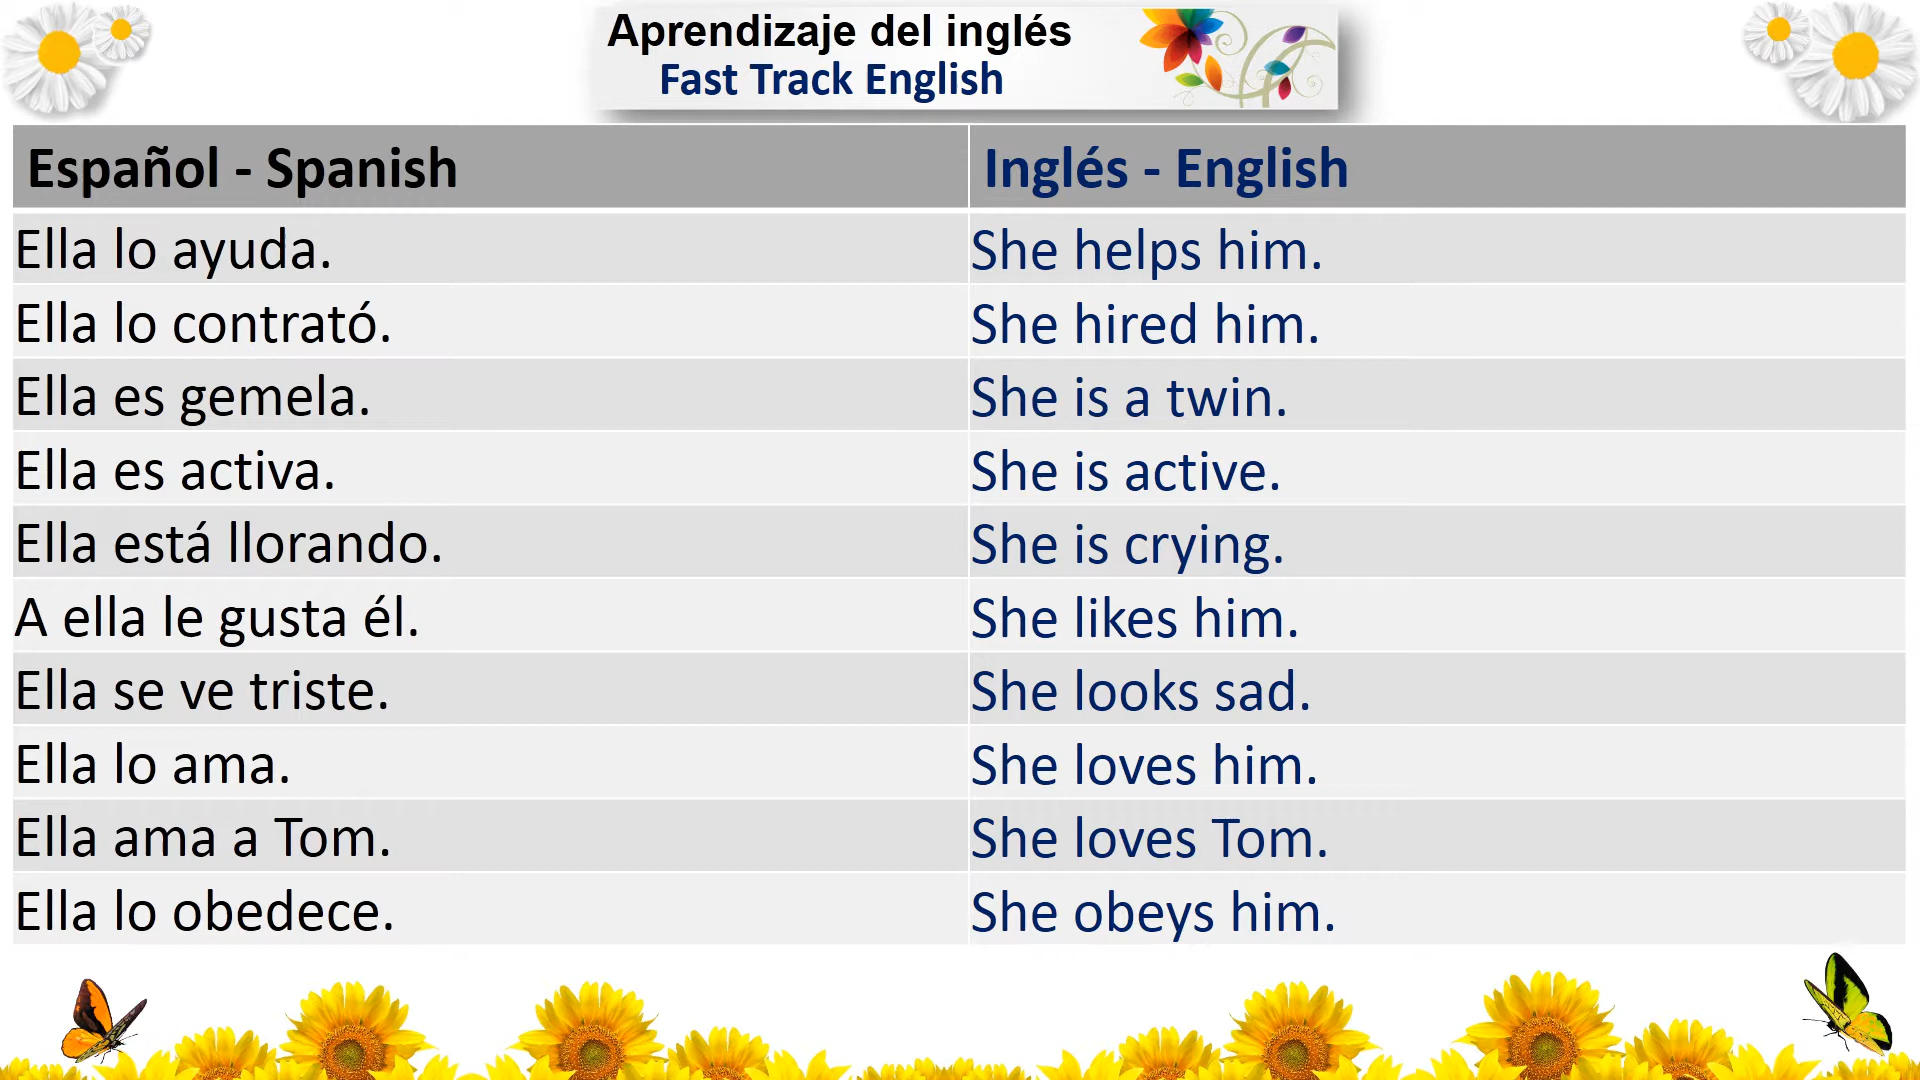 Aprendizaje del inglés
Fast Track English
Español - Spanish Inglés - English
Ella lo ayuda. She helps him.
Ella lo contrató. She hired him.
Ella es gemela. She is a twin.
Ella es activa. She is active.
Ella está llorando. She is crying.
A ella le gusta él. She likes him.
Ella se ve triste. She looks sad.
Ella lo ama. She loves him.
Ella ama a Tom. She loves Tom.
Ella lo obedece. She obeys him.